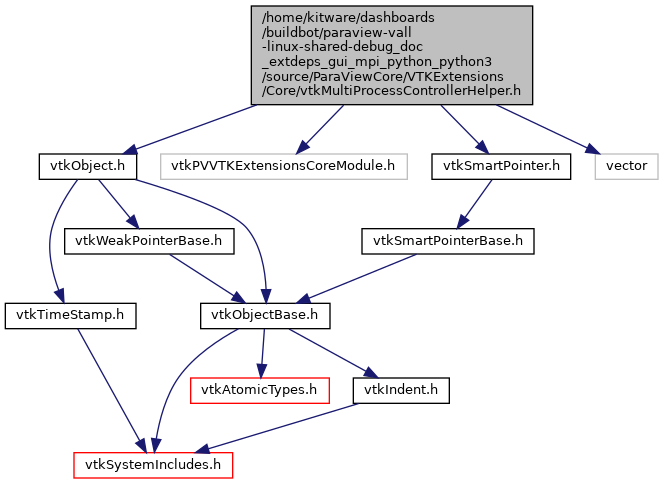 /home/kitware/dashboards
/buildbot/paraview-vall
-linux-shared-debug_doc
_extdeps_gui_mpi_python_python3
/source/ParaViewCore/VTKExtensions
/Core/vtkMultiProcessControllerHelper.h
vtkObject.h
vtkPVVTKExtensionsCoreModule.h
vtkSmartPointer.h
vector
vtkWeakPointerBase.h
vtkSmartPointerBase.h
vtkTimeStamp.h
vtkObjectBase.h
vtkAtomicTypes.h
vtkIndent.h
vtkSystemIncludes.h